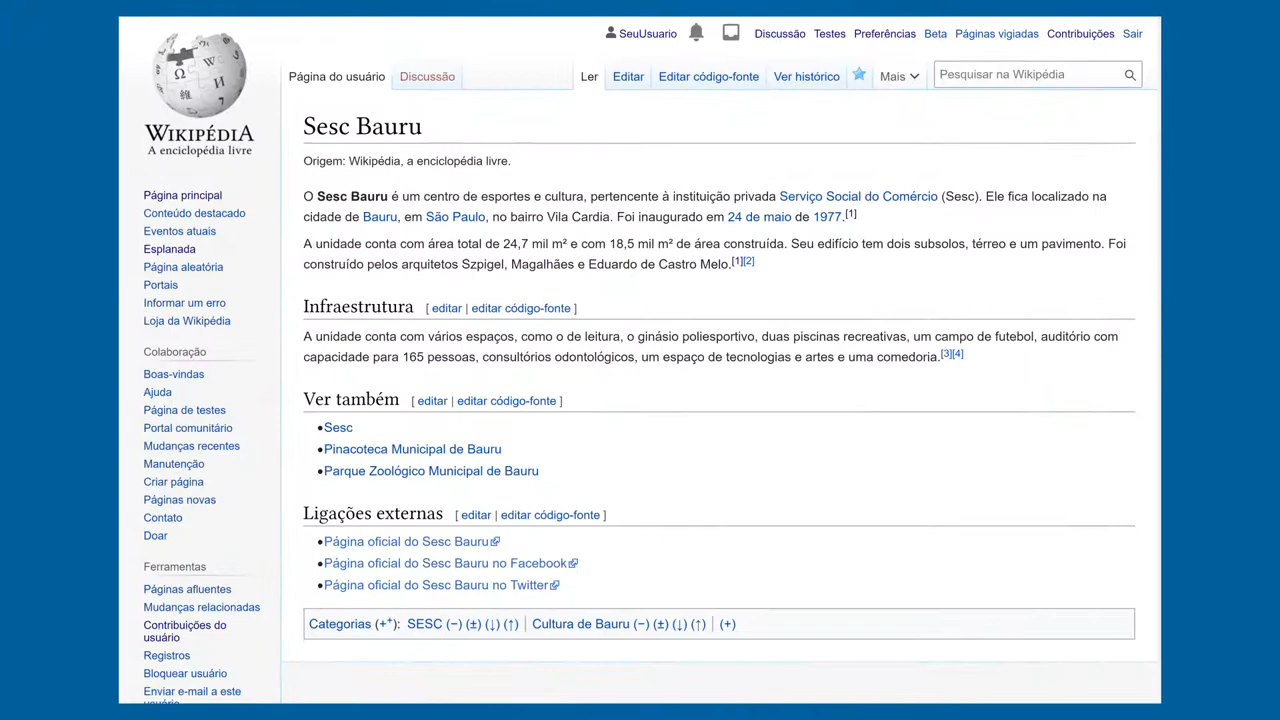 SeuUsuario Discussão Testes Preferências Beta Páginas vigiadas Contribuições Sair
Página do usuário Discussão Ler Editar Editar código-fonte Ver histórico Mais Pesquisar na Wikipédia
WIKIPÉDIA
A enciclopédia livre
Página principal
Conteúdo destacado
Eventos atuais
Esplanada
Página aleatória
Portais
Informar um erro
Loja da Wikipédia
Colaboração
Boas-vindas
Ajuda
Página de testes
Portal comunitário
Mudanças recentes
Manutenção
Criar página
Páginas novas
Contato
Doar
Ferramentas
Páginas afluentes
Mudanças relacionadas
Contribuições do
usuário
Registros
Bloquear usuário
Enviar e-mail a este
usuário
Sesc Bauru
Origem: Wikipédia, a enciclopédia livre.
O Sesc Bauru é um centro de esportes e cultura, pertencente à instituição privada Serviço Social do Comércio (Sesc). Ele fica localizado na
cidade de Bauru, em São Paulo, no bairro Vila Cardia. Foi inaugurado em 24 de maio de 1977.[1]
A unidade conta com área total de 24,7 mil m² e com 18,5 mil m² de área construída. Seu edifício tem dois subsolos, térreo e um pavimento. Foi
construído pelos arquitetos Szpigel, Magalhães e Eduardo de Castro Melo.[1][2]
Infraestrutura [ editar | editar código-fonte ]
A unidade conta com vários espaços, como o de leitura, o ginásio poliesportivo, duas piscinas recreativas, um campo de futebol, auditório com
capacidade para 165 pessoas, consultórios odontológicos, um espaço de tecnologias e artes e uma comedoria.[3][4]
Ver também [ editar | editar código-fonte ]
•Sesc
•Pinacoteca Municipal de Bauru
•Parque Zoológico Municipal de Bauru
Ligações externas [ editar | editar código-fonte ]
•Página oficial do Sesc Bauru
•Página oficial do Sesc Bauru no Facebook
•Página oficial do Sesc Bauru no Twitter
Categorias (++): SESC (−) (±) (↓) (↑) | Cultura de Bauru (−) (±) (↓) (↑) | (+)